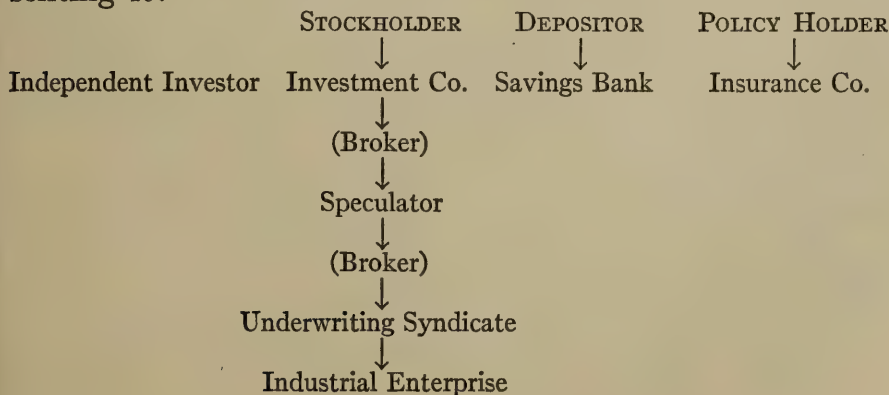 STOCKHOLDER DEPOSITOR POLICY HOLDER
Independent Investor Investment Co. Savings Bank Insurance Co.
(Broker)
Speculator
(Broker)
Underwriting Syndicate
Industrial Enterprise